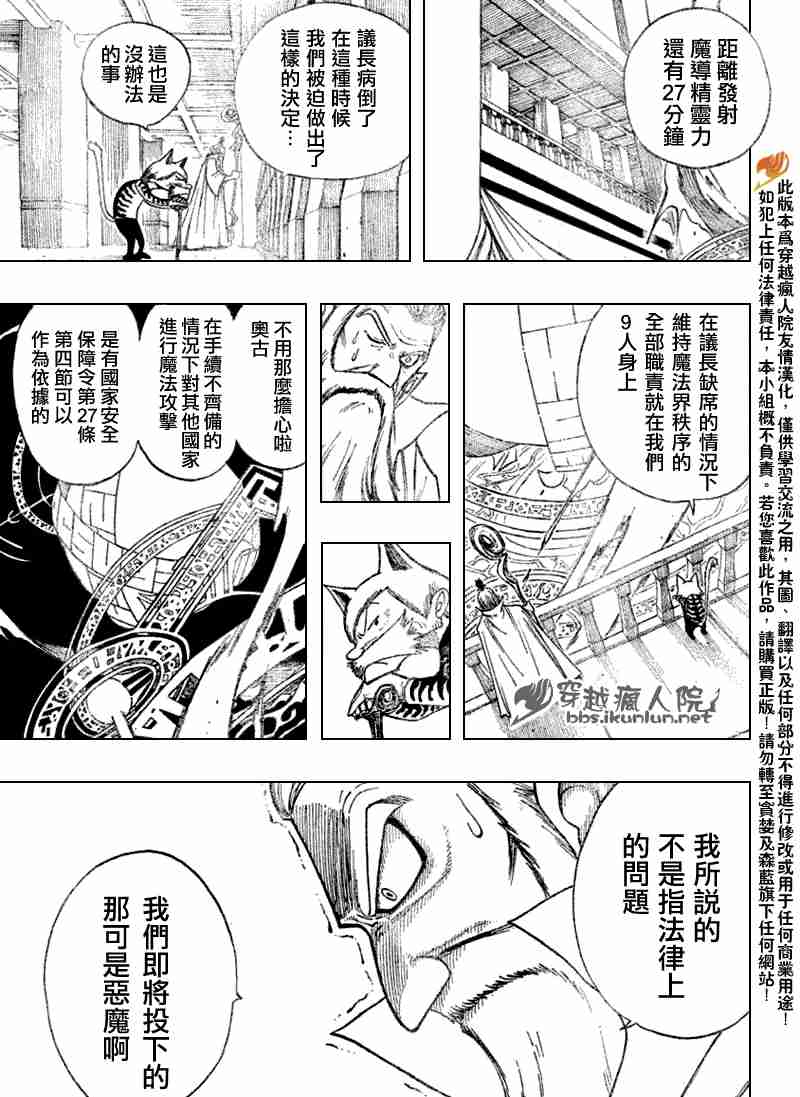 距離發射
魔導精靈力
還有27分鐘
議長病倒了
在這種時候
我們被迫做出了
這樣的決定…
這也是
沒辦法
的事
在議長缺席的情況下
維持魔法界秩序的
全部職責就在我們
9人身上
不用那麼擔心啦
奧古
在手續不齊備的
情況下對其他國家
進行魔法攻擊
是有國家安全
保障令第27條
第四節可以
作為依據的
穿越瘋人院
bbs.ikunlun.net
我所說的
不是指法律上
的問題
我們即將投下的
那可是惡魔啊
此版本爲穿越瘋人院友情漢化，僅供學習交流之用，其圖、翻譯以及任何部分不得進行修改或用于任何商業用途！
如犯上任何法律責任，本小組概不負責。若您喜歡此作品，請購買正版！請勿轉至貪婪及森藍旗下任何網站！